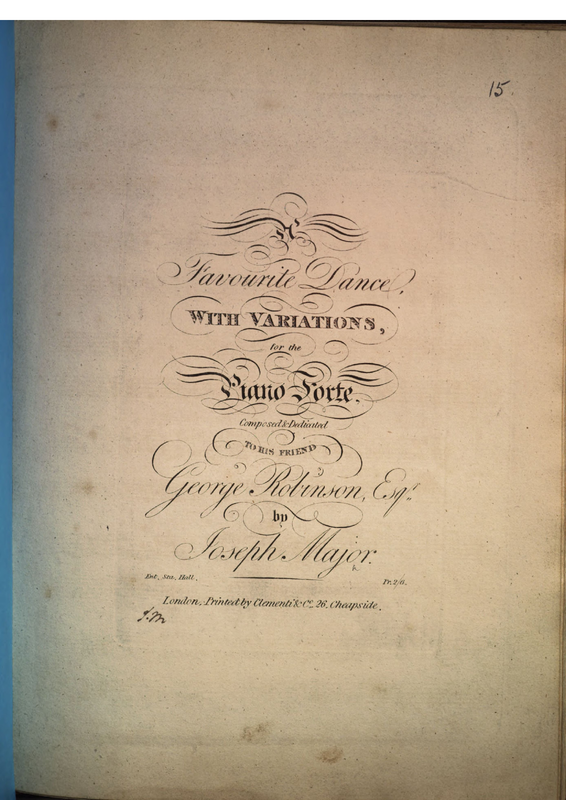 15.
A
Favourite Dance,
WITH VARIATIONS,
for the
Piano Forte.
Composed & Dedicated
TO HIS FRIEND
George Robinson, Esqr.
by
Joseph Major.
Ent. Sta. Hall. Pr. 2/6.
London, Printed by Clementi & Co. 26, Cheapside.
J.M